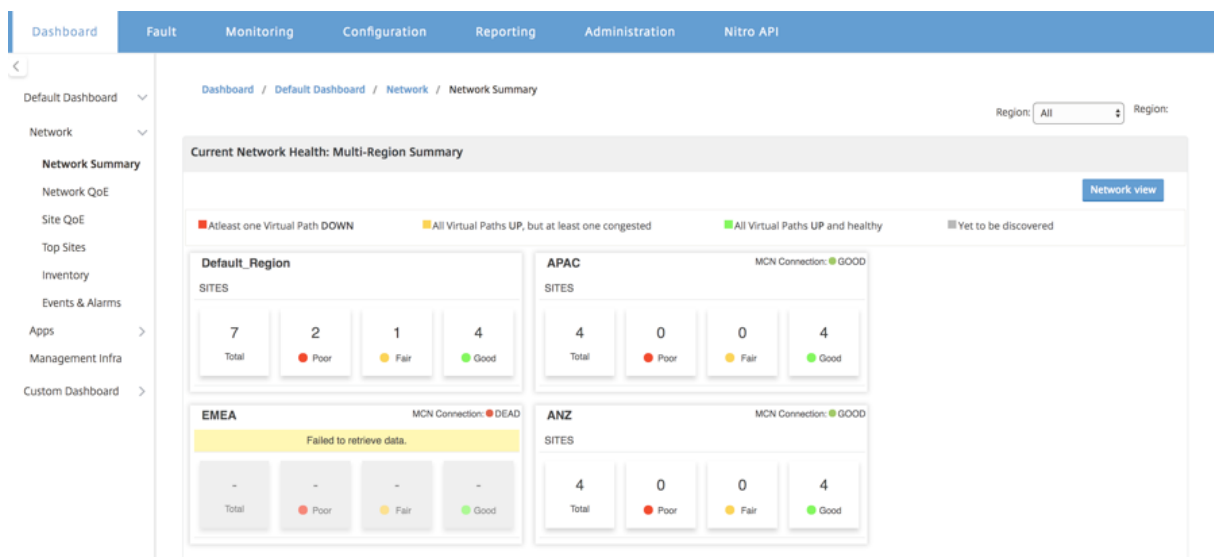 Dashboard Fault Monitoring Configuration Reporting Administration Nitro API
<
Dashboard / Default Dashboard / Network / Network Summary
Region: All Region:
Default Dashboard
Network
Network Summary
Network QoE
Site QoE
Top Sites
Inventory
Events & Alarms
Apps
Management Infra
Custom Dashboard
Current Network Health: Multi-Region Summary
Network view
Atleast one Virtual Path DOWN All Virtual Paths UP, but at least one congested All Virtual Paths UP and healthy Yet to be discovered
Default_Region
SITES
7 2 1 4
Total Poor Fair Good
APAC MCN Connection: GOOD
SITES
4 0 0 4
Total Poor Fair Good
EMEA MCN Connection: DEAD
Failed to retrieve data.
- - - -
Total Poor Fair Good
ANZ MCN Connection: GOOD
SITES
4 0 0 4
Total Poor Fair Good